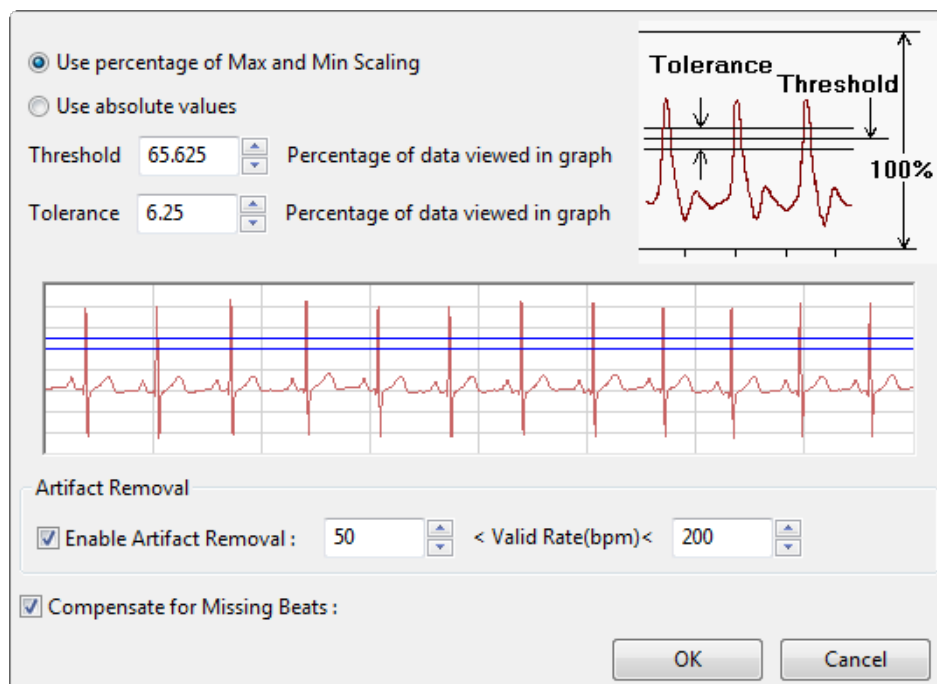 Use percentage of Max and Min Scaling
Use absolute values
Threshold 65.625 Percentage of data viewed in graph
Tolerance 6.25 Percentage of data viewed in graph
Tolerance
Threshold
100%
Artifact Removal
Enable Artifact Removal : 50 < Valid Rate(bpm)< 200
Compensate for Missing Beats :
OK Cancel